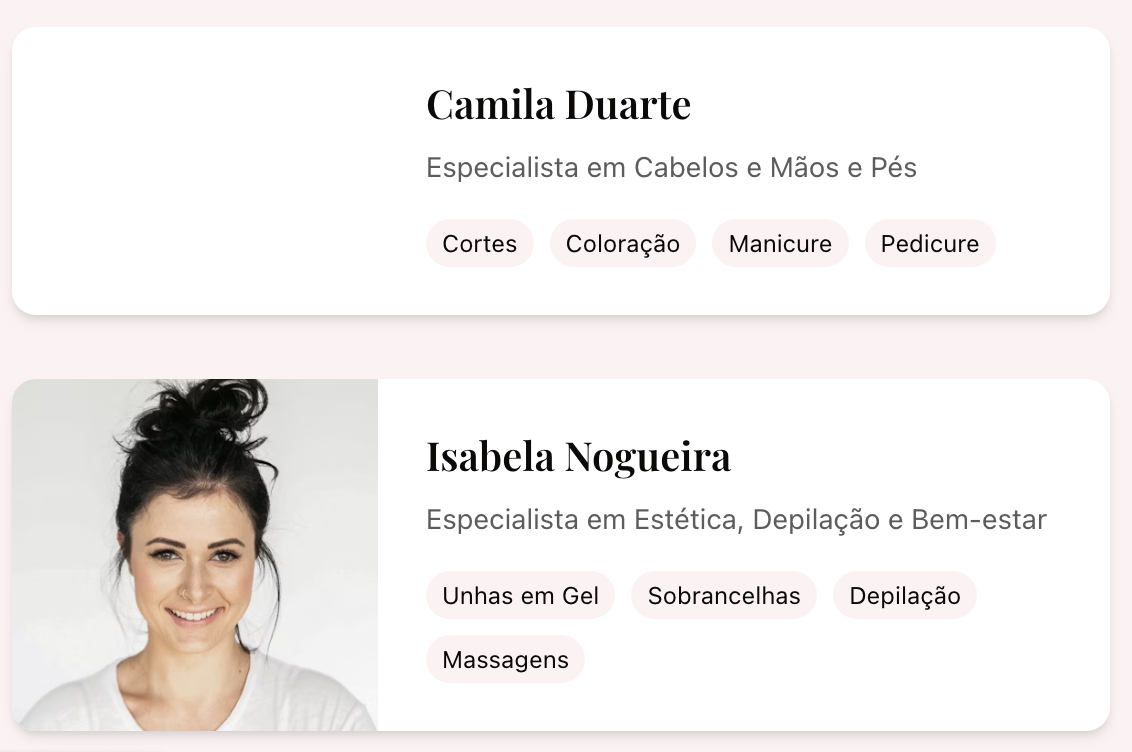 Camila Duarte
Especialista em Cabelos e Mãos e Pés
Cortes Coloração Manicure Pedicure
Isabela Nogueira
Especialista em Estética, Depilação e Bem-estar
Unhas em Gel Sobrancelhas Depilação
Massagens